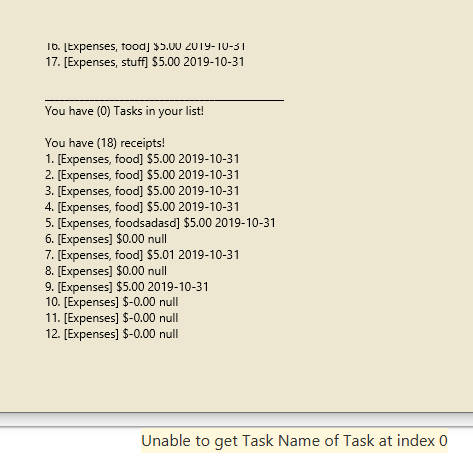 16. [Expenses, food] $5.00 2019-10-31
17. [Expenses, stuff] $5.00 2019-10-31
You have (0) Tasks in your list!
You have (18) receipts!
1. [Expenses, food] $5.00 2019-10-31
2. [Expenses, food] $5.00 2019-10-31
3. [Expenses, food] $5.00 2019-10-31
4. [Expenses, food] $5.00 2019-10-31
5. [Expenses, foodsadasd] $5.00 2019-10-31
6. [Expenses] $0.00 null
7. [Expenses, food] $5.01 2019-10-31
8. [Expenses] $0.00 null
9. [Expenses] $5.00 2019-10-31
10. [Expenses] $-0.00 null
11. [Expenses] $-0.00 null
12. [Expenses] $-0.00 null
Unable to get Task Name of Task at index 0